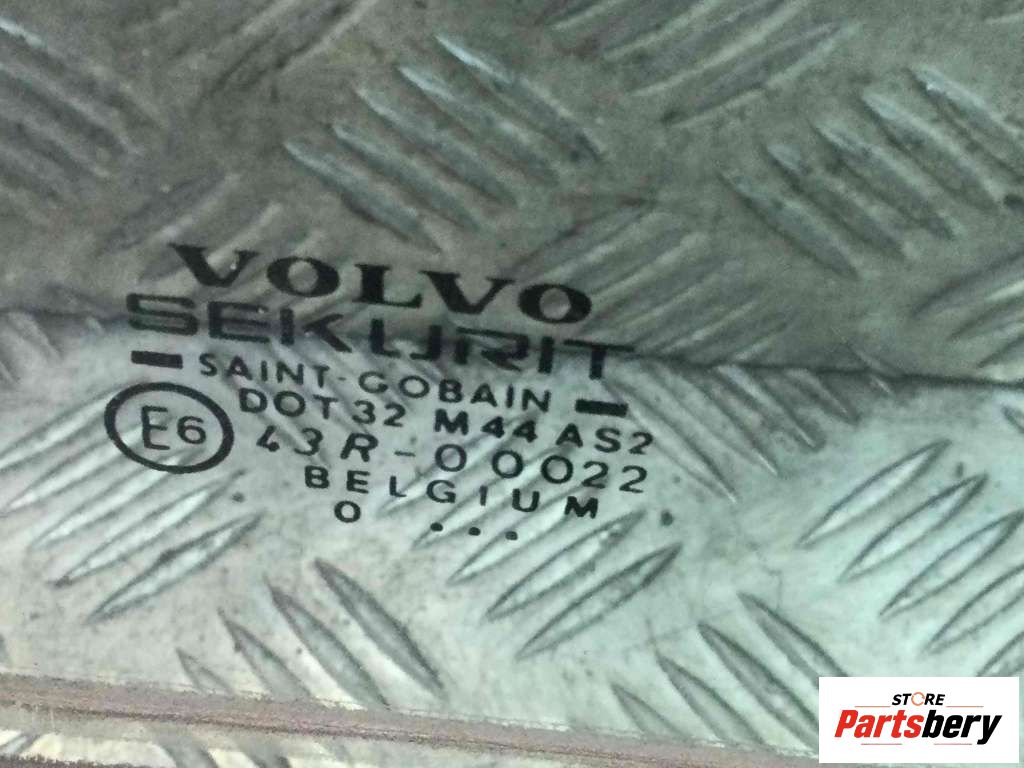 VOLVO
SEKURIT
SAINT-GOBAIN
DOT 32 M44 AS2
E6 43R-00022
BELGIUM
0 ...
STORE
Partsbery